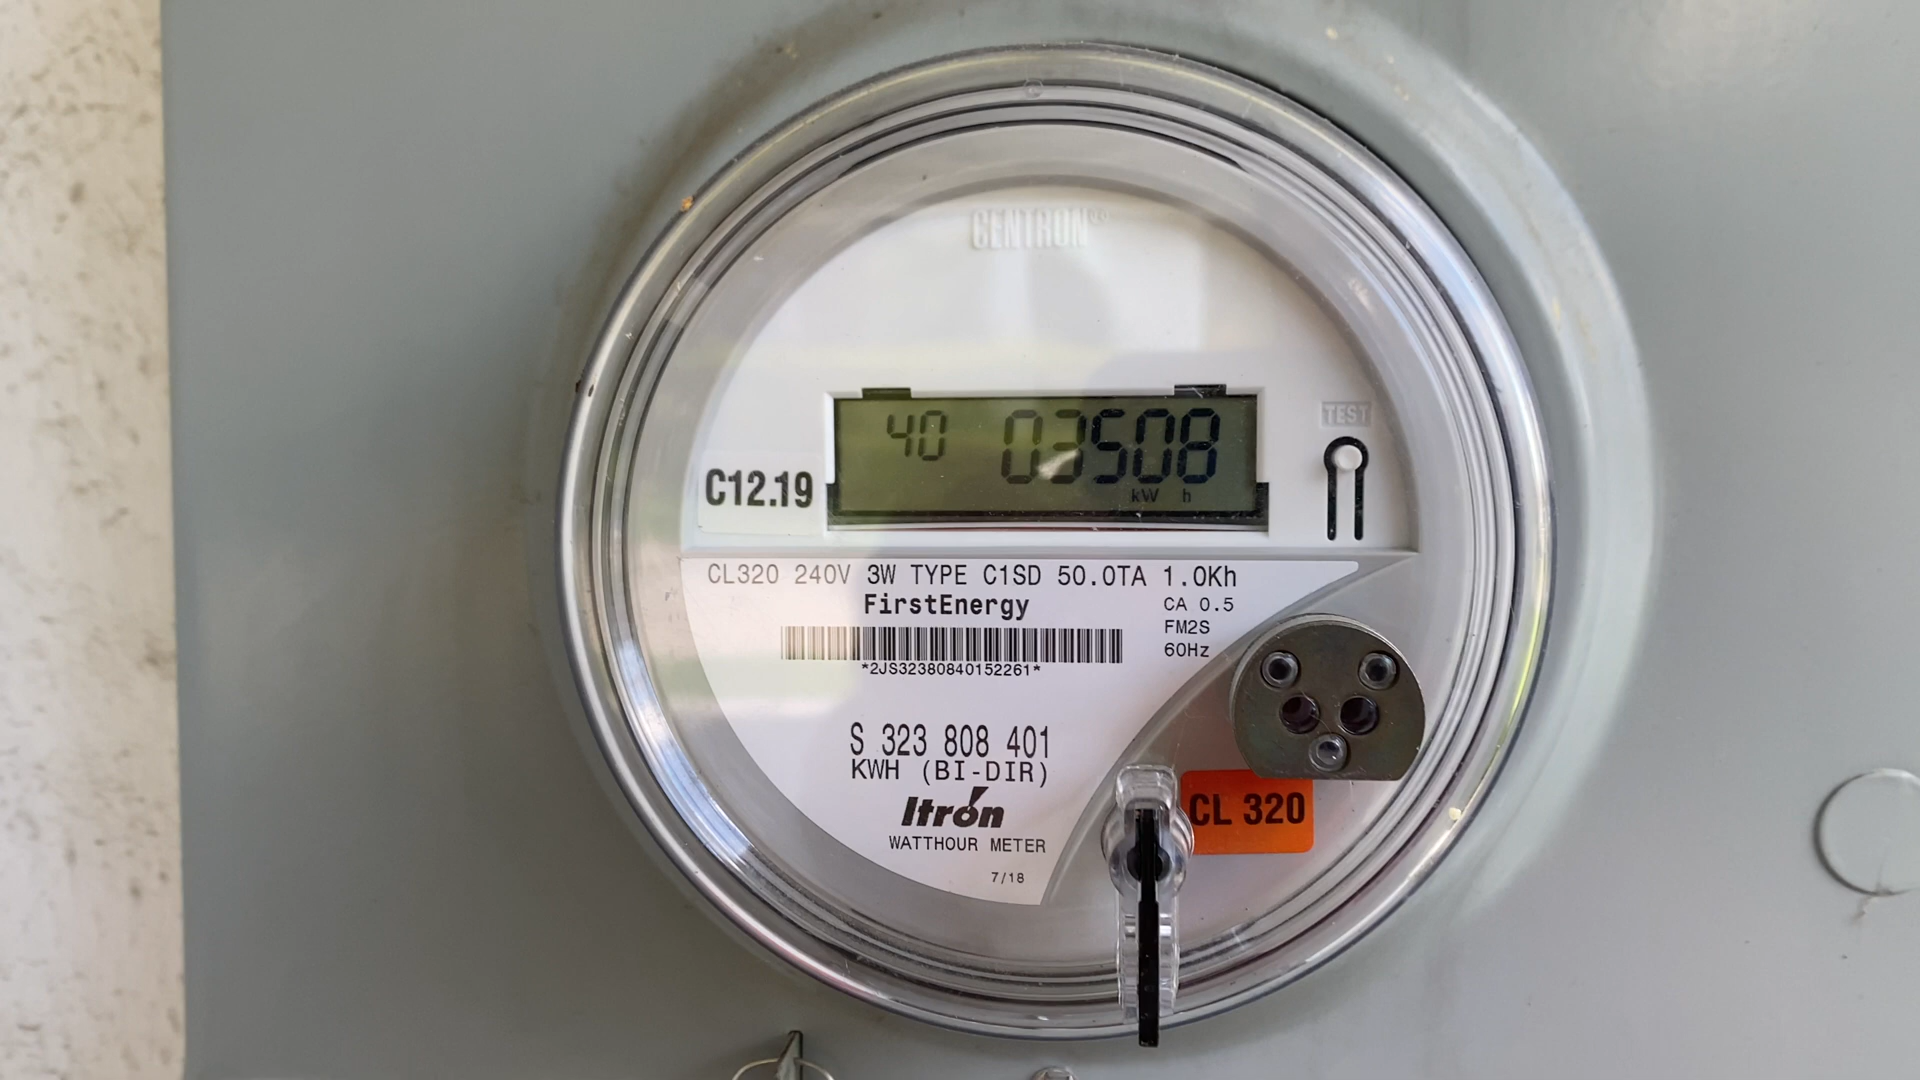 CENTRON
TEST
40 03508
kW h
C12.19
CL320 240V 3W TYPE C1SD 50.0TA 1.0Kh
FirstEnergy
CA 0.5
FM2S
60Hz
*2JS32380840152261*
S 323 808 401
KWH (BI-DIR)
Itron
CL 320
WATTHOUR METER
7/18